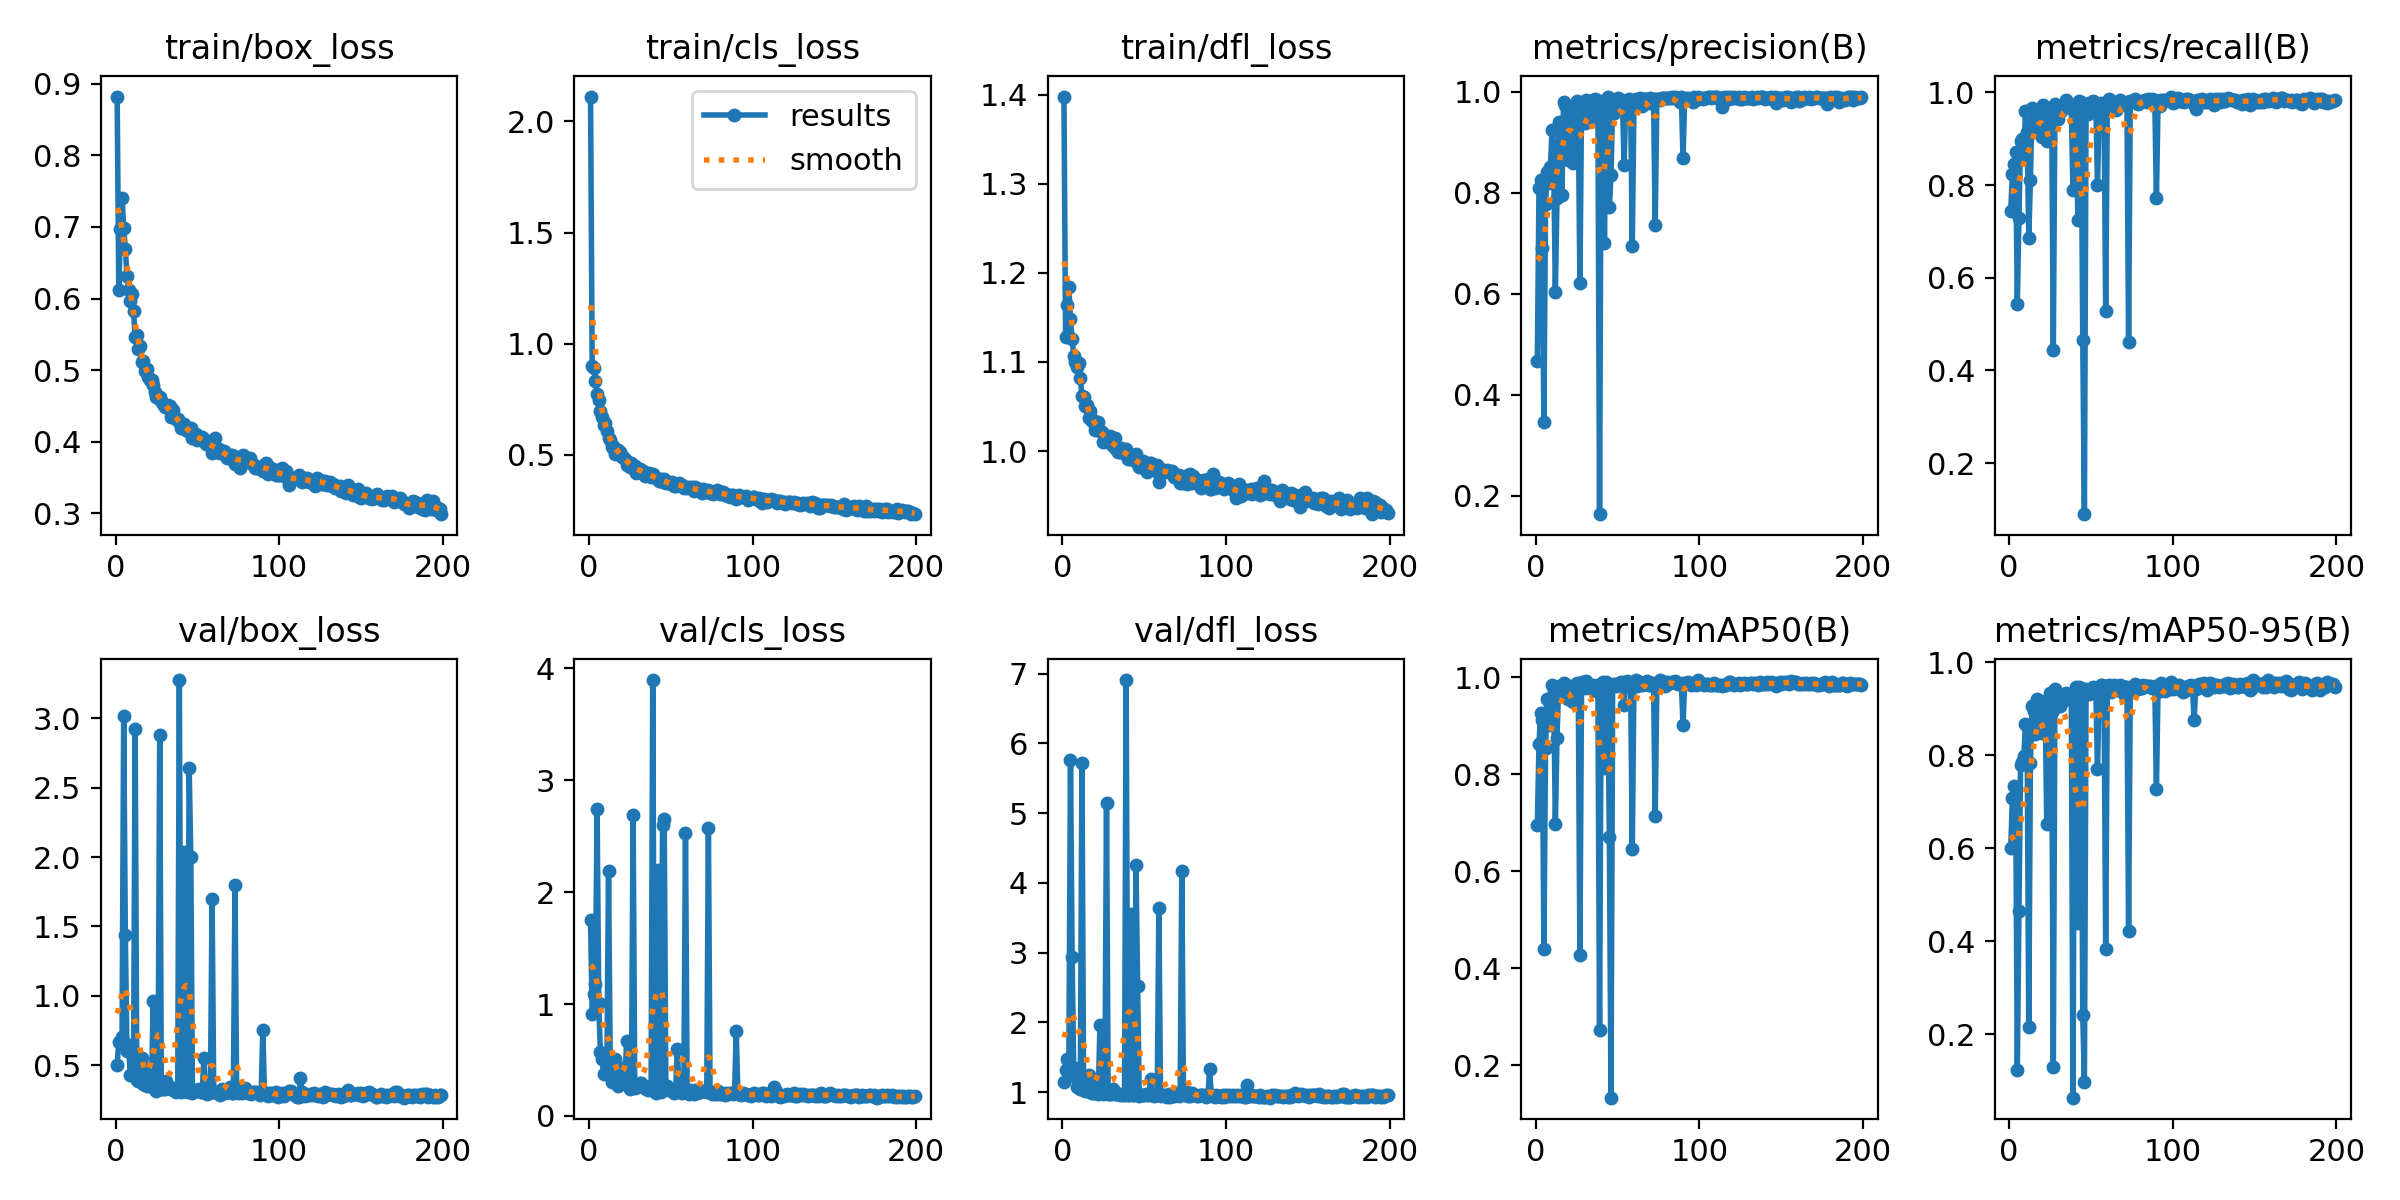 train/box_loss
0.9
0.8
0.7
0.6
0.5
0.4
0.3
0 100 200
train/cls_loss
results
smooth
2.0
1.5
1.0
0.5
0 100 200
train/dfl_loss
1.4
1.3
1.2
1.1
1.0
0 100 200
metrics/precision(B)
1.0
0.8
0.6
0.4
0.2
0 100 200
metrics/recall(B)
1.0
0.8
0.6
0.4
0.2
0 100 200
val/box_loss
3.0
2.5
2.0
1.5
1.0
0.5
0 100 200
val/cls_loss
4
3
2
1
0
0 100 200
val/dfl_loss
7
6
5
4
3
2
1
0 100 200
metrics/mAP50(B)
1.0
0.8
0.6
0.4
0.2
0 100 200
metrics/mAP50-95(B)
1.0
0.8
0.6
0.4
0.2
0 100 200